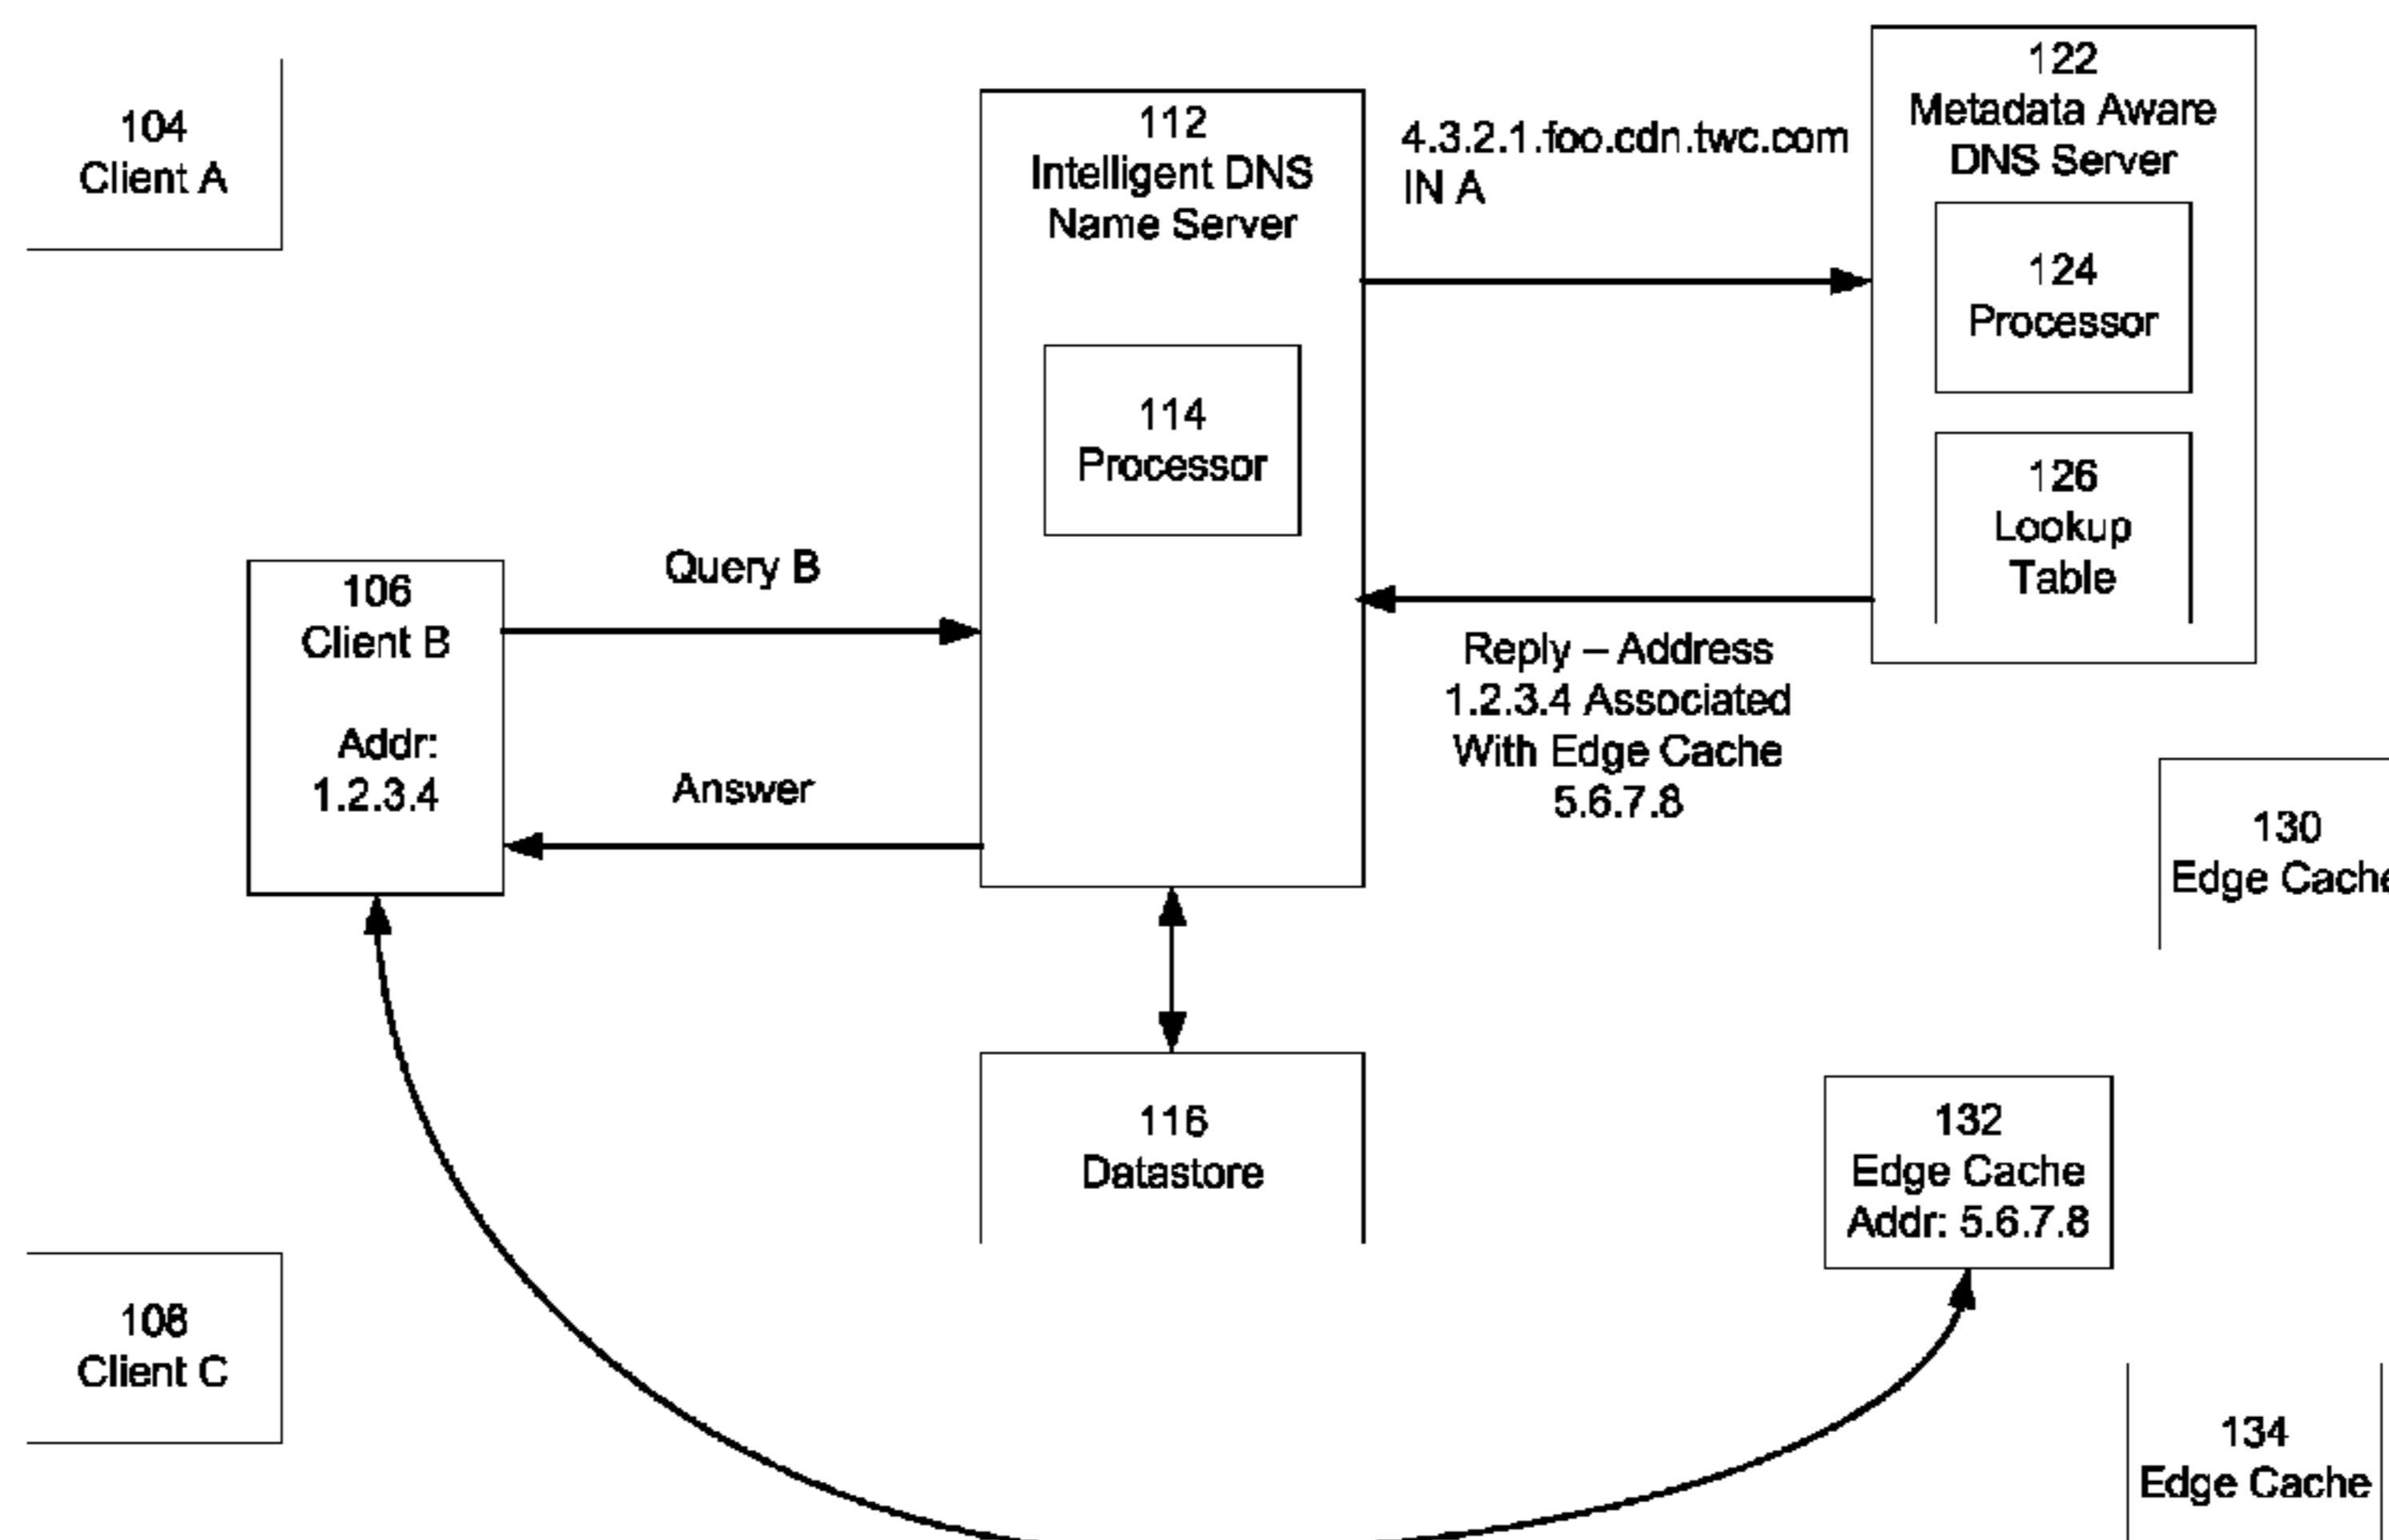 104
Client A
112
Intelligent DNS
Name Server
114
Processor
4.3.2.1.foo.cdn.twc.com
IN A
122
Metadata Aware
DNS Server
124
Processor
126
Lookup
Table
106
Client B
Addr:
1.2.3.4
Query B
Answer
Reply – Address
1.2.3.4 Associated
With Edge Cache
5.6.7.8
130
Edge Cache
116
Datastore
132
Edge Cache
Addr: 5.6.7.8
108
Client C
134
Edge Cache